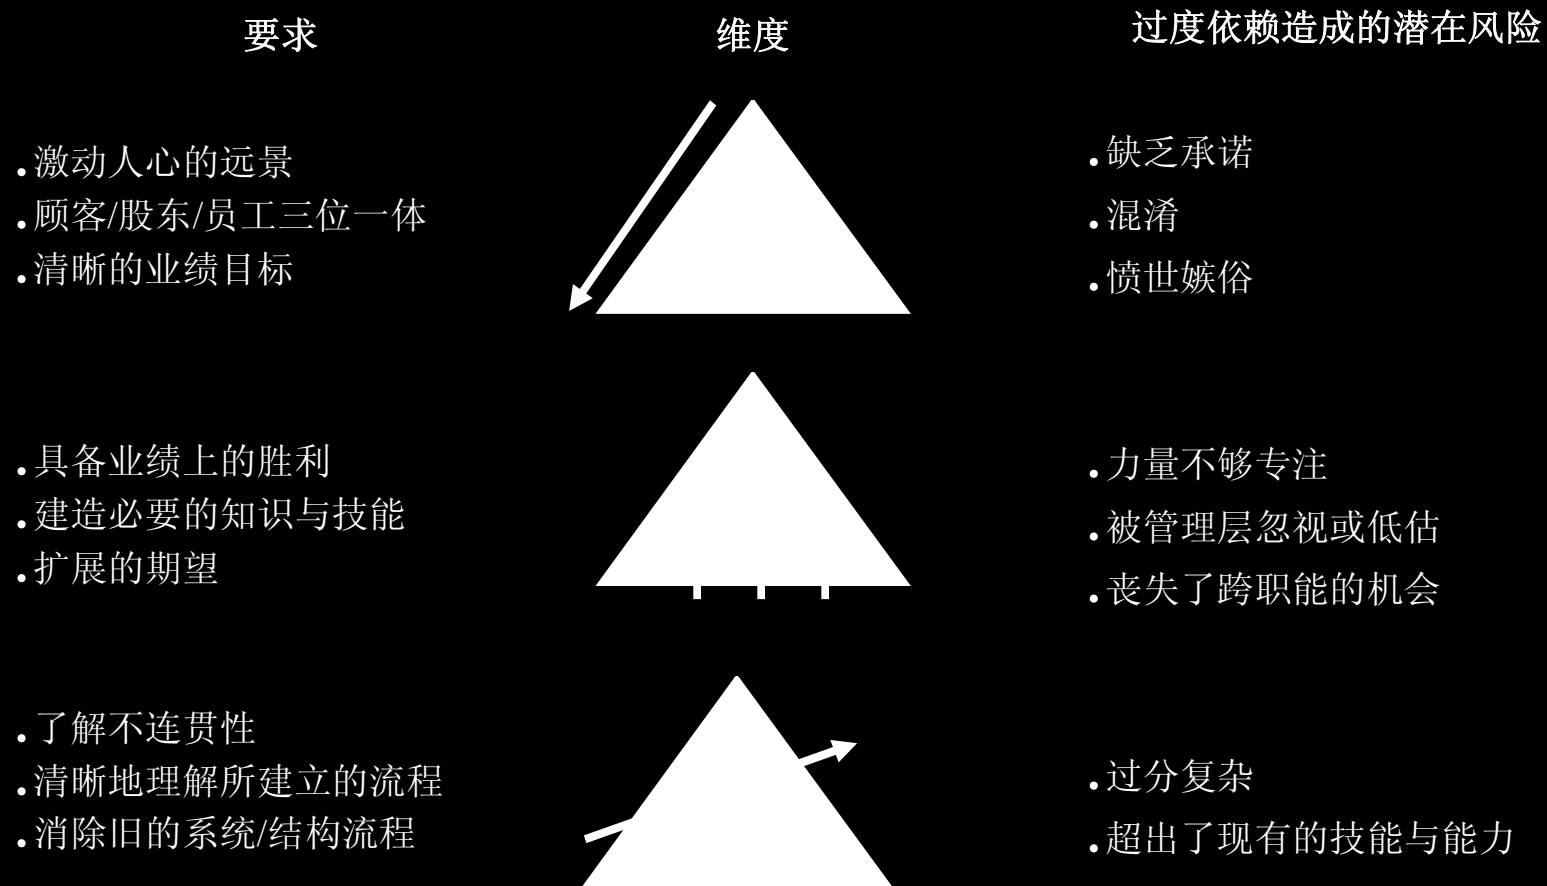 要求
维度
过度依赖造成的潜在风险
.激动人心的远景
.顾客/股东/员工三位一体
.清晰的业绩目标
.缺乏承诺
.混淆
.愤世嫉俗
.具备业绩上的胜利
.建造必要的知识与技能
.扩展的期望
.力量不够专注
.被管理层忽视或低估
.丧失了跨职能的机会
.了解不连贯性
.清晰地理解所建立的流程
.消除旧的系统/结构流程
.过分复杂
.超出了现有的技能与能力